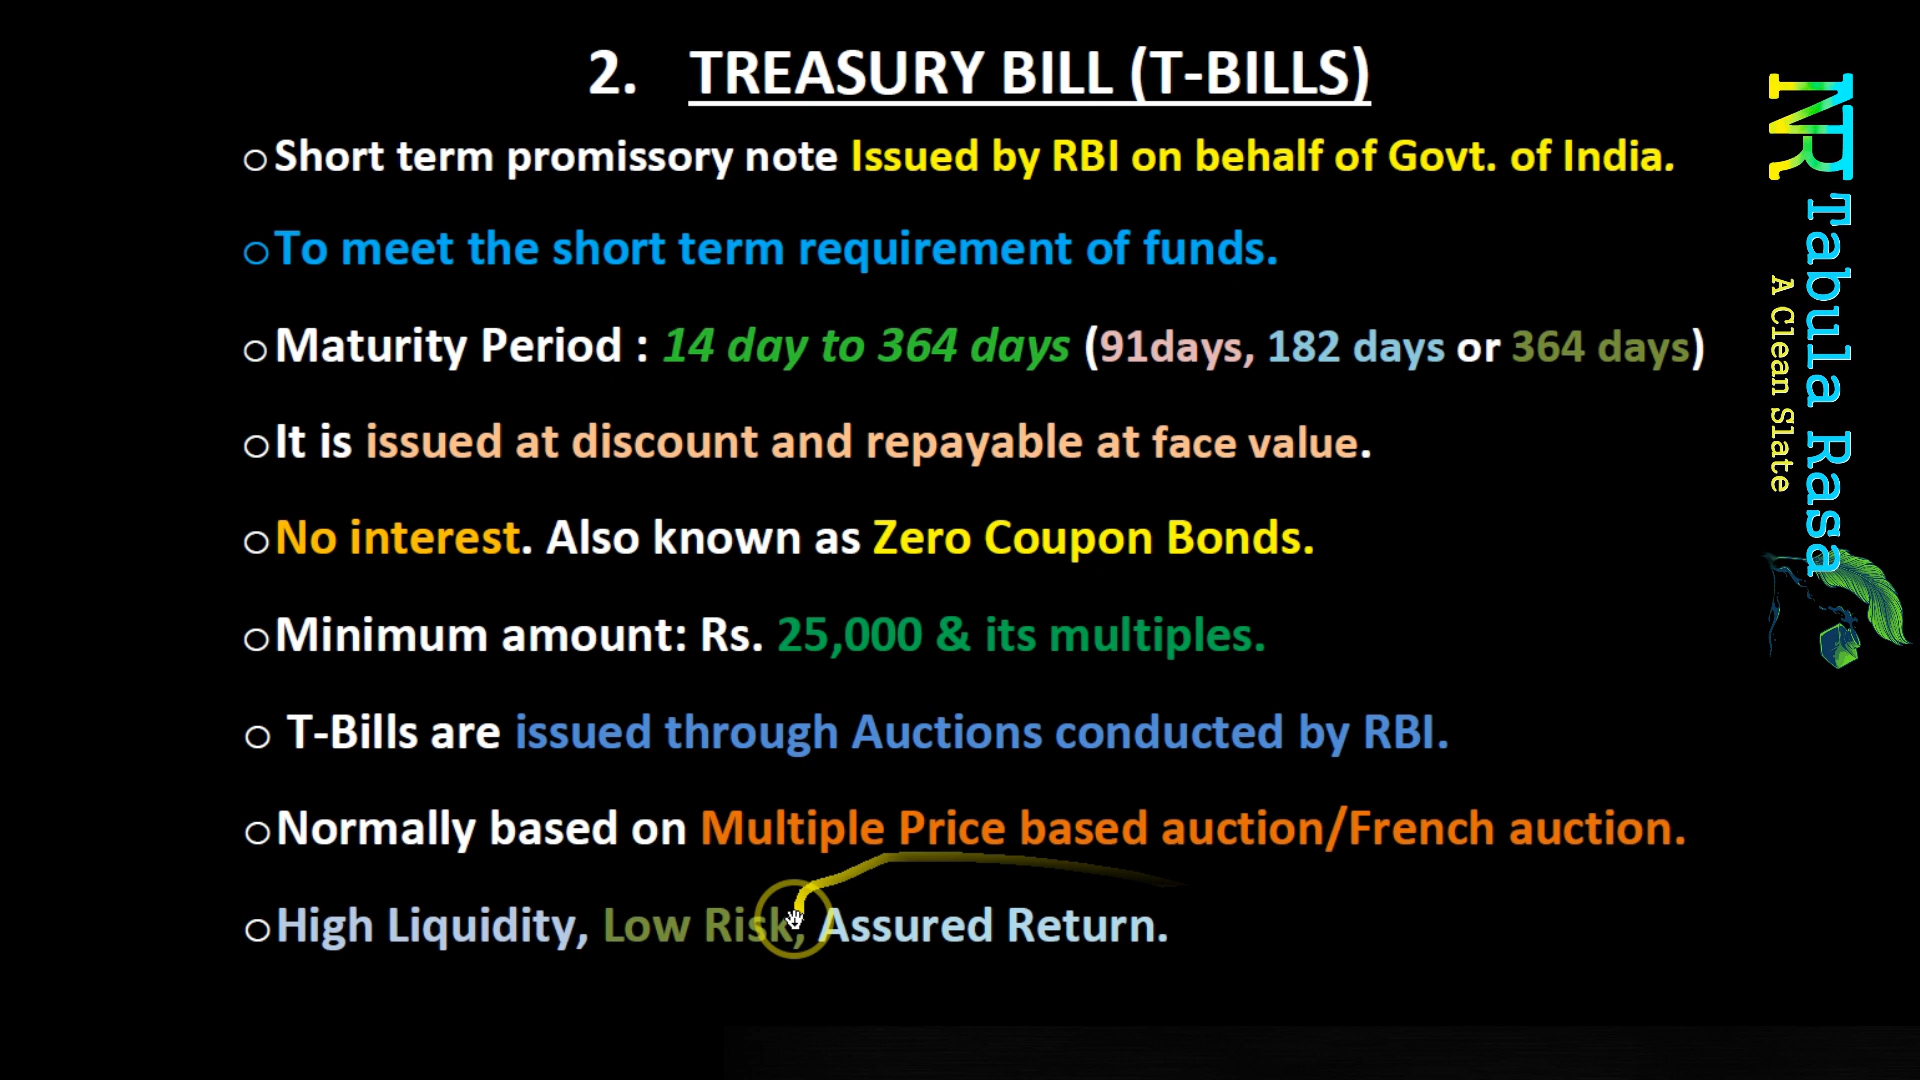 2. TREASURY BILL (T-BILLS)
○Short term promissory note Issued by RBI on behalf of Govt. of India.
○To meet the short term requirement of funds.
○Maturity Period : 14 day to 364 days (91days, 182 days or 364 days)
○It is issued at discount and repayable at face value.
○No interest. Also known as Zero Coupon Bonds.
○Minimum amount: Rs. 25,000 & its multiples.
○ T-Bills are issued through Auctions conducted by RBI.
○Normally based on Multiple Price based auction/French auction.
○High Liquidity, Low Risk, Assured Return.
NR Tabula Rasa
A Clean Slate